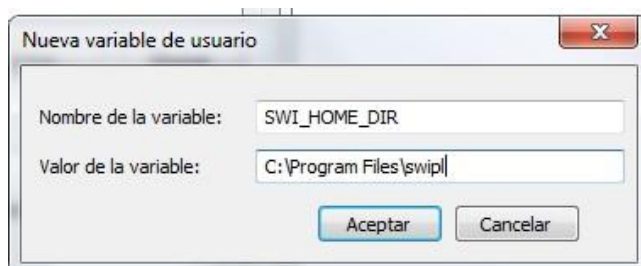 Nueva variable de usuario
Nombre de la variable: SWI_HOME_DIR
Valor de la variable: C:\Program Files\swipl
Aceptar Cancelar